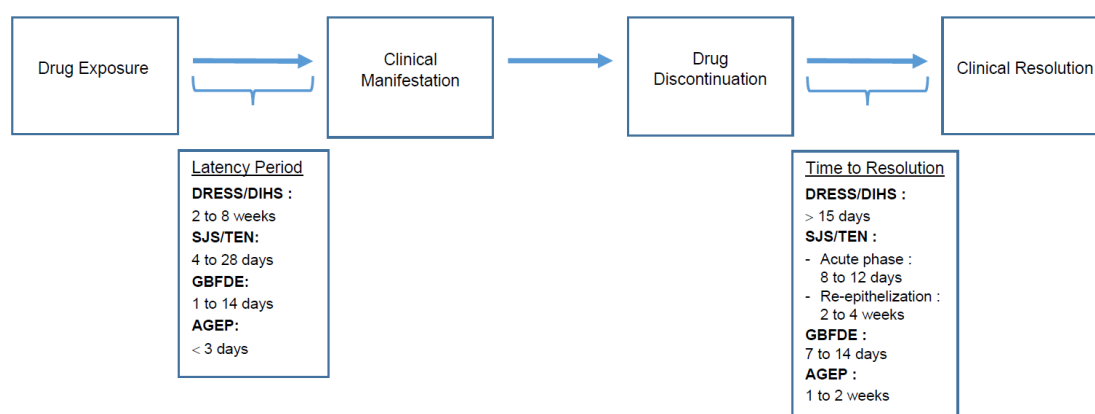 Drug Exposure
Clinical
Manifestation
Drug
Discontinuation
Clinical Resolution
Latency Period
DRESS/DIHS :
2 to 8 weeks
SJS/TEN:
4 to 28 days
GBFDE:
1 to 14 days
AGEP:
< 3 days
Time to Resolution
DRESS/DIHS :
> 15 days
SJS/TEN :
- Acute phase :
8 to 12 days
- Re-epithelization :
2 to 4 weeks
GBFDE :
7 to 14 days
AGEP :
1 to 2 weeks